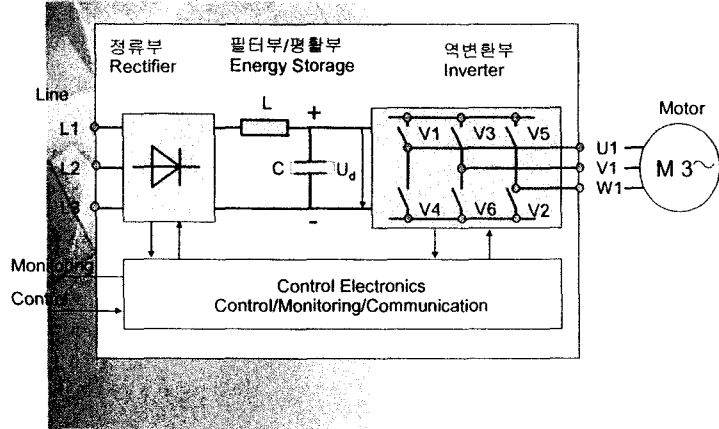 정류부
Rectifier
필터부/평활부
Energy Storage
역변환부
Inverter
Line
L1
L2
L3
L
+
C
Ud
-
V1
V3
V5
V4
V6
V2
U1
V1
W1
Motor
M 3~
Monitoring
Control
Control Electronics
Control/Monitoring/Communication